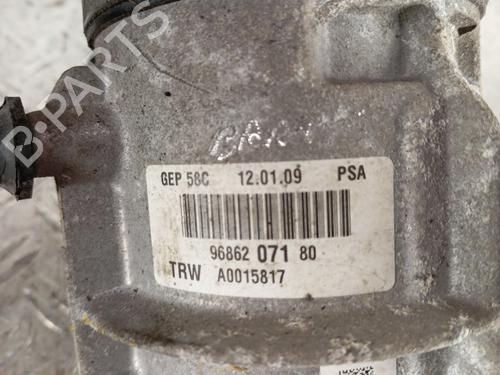 B-PARTS
GEP 58C 12.01.09 PSA
96862 071 80
TRW A0015817